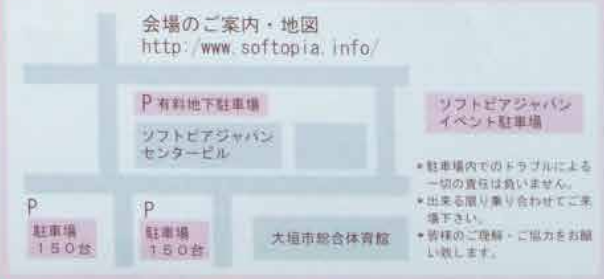 会場のご案内・地図
http://www.softopia.info/
P 有料地下駐車場
ソフトピアジャパン
センタービル
ソフトピアジャパン
イベント駐車場
P
駐車場
150台
P
駐車場
150台
大垣市総合体育館
*駐車場内でのトラブルによる
一切の責任は負いません。
*出来る限り乗り合わせてご来
場下さい。
*皆様のご理解・ご協力をお願
い致します。